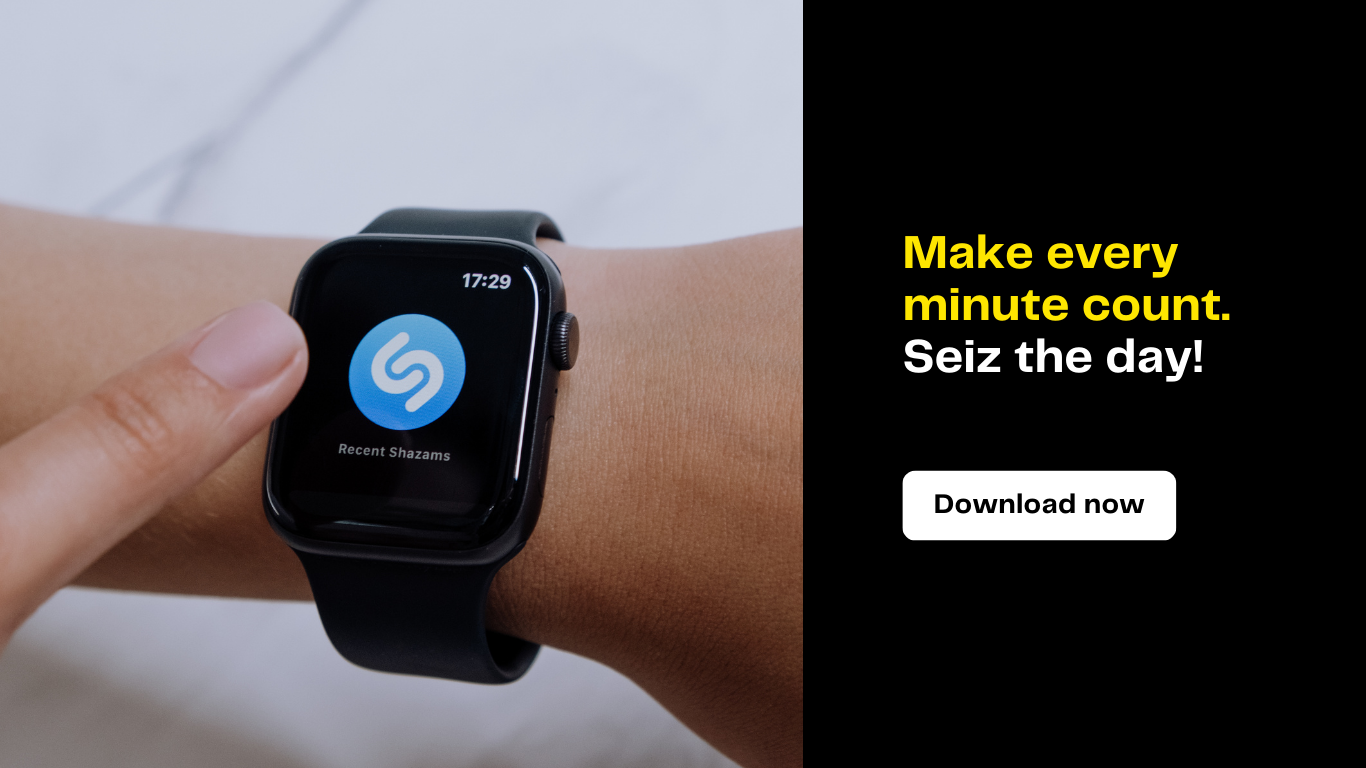 17:29
Recent Shazams
Make every
minute count.
Seiz the day!
Download now